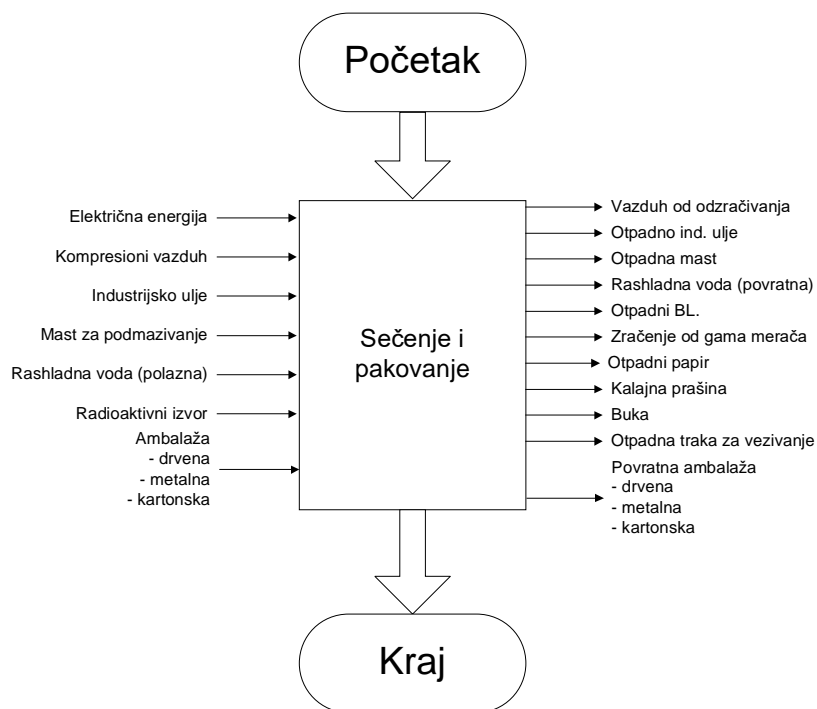 Početak
Električna energija
Kompresioni vazduh
Industrijsko ulje
Mast za podmazivanje
Rashladna voda (polazna)
Radioaktivni izvor
Ambalaža
- drvena
- metalna
- kartonska
Sečenje i
pakovanje
Vazduh od odzračivanja
Otpadno ind. ulje
Otpadna mast
Rashladna voda (povratna)
Otpadni BL.
Zračenje od gama merača
Otpadni papir
Kalajna prašina
Buka
Otpadna traka za vezivanje
Povratna ambalaža
- drvena
- metalna
- kartonska
Kraj